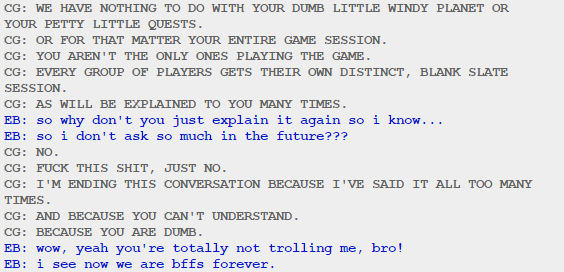 CG: WE HAVE NOTHING TO DO WITH YOUR DUMB LITTLE WINDY PLANET OR
YOUR PETTY LITTLE QUESTS.
CG: OR FOR THAT MATTER YOUR ENTIRE GAME SESSION.
CG: YOU AREN'T THE ONLY ONES PLAYING THE GAME.
CG: EVERY GROUP OF PLAYERS GETS THEIR OWN DISTINCT, BLANK SLATE
SESSION.
CG: AS WILL BE EXPLAINED TO YOU MANY TIMES.
EB: so why don't you just explain it again so i know...
EB: so i don't ask so much in the future???
CG: NO.
CG: FUCK THIS SHIT, JUST NO.
CG: I'M ENDING THIS CONVERSATION BECAUSE I'VE SAID IT ALL TOO MANY
TIMES.
CG: AND BECAUSE YOU CAN'T UNDERSTAND.
CG: BECAUSE YOU ARE DUMB.
EB: wow, yeah you're totally not trolling me, bro!
EB: i see now we are bffs forever.